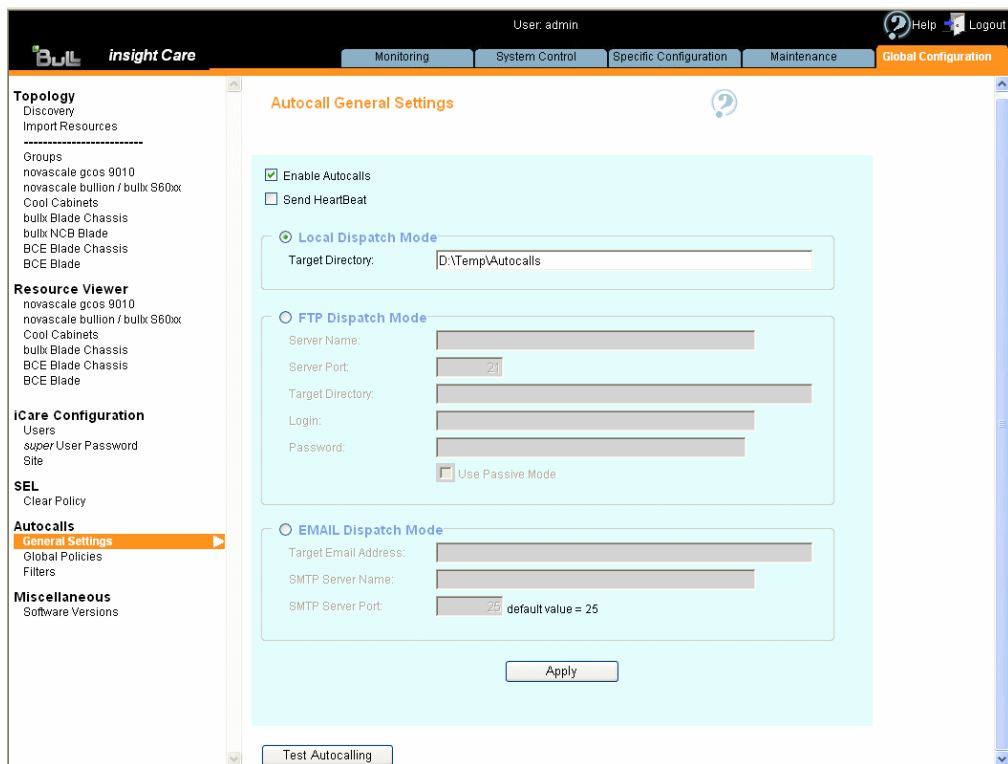 User: admin
Help
Logout
Bull
insight Care
Monitoring
System Control
Specific Configuration
Maintenance
Global Configuration
Topology
Discovery
Import Resources
-------------------------
Groups
novascale gcos 9010
novascale bullion / bullx S60xx
Cool Cabinets
bullx Blade Chassis
bullx NCB Blade
BCE Blade Chassis
BCE Blade
Resource Viewer
novascale gcos 9010
novascale bullion / bullx S60xx
Cool Cabinets
bullx Blade Chassis
BCE Blade Chassis
BCE Blade
iCare Configuration
Users
super User Password
Site
SEL
Clear Policy
Autocalls
General Settings
Global Policies
Filters
Miscellaneous
Software Versions
Autocall General Settings
?
Enable Autocalls
Send HeartBeat
Local Dispatch Mode
Target Directory: D:\Temp\Autocalls
FTP Dispatch Mode
Server Name:
Server Port: 21
Target Directory:
Login:
Password:
Use Passive Mode
EMAIL Dispatch Mode
Target Email Address:
SMTP Server Name:
SMTP Server Port: 25 default value = 25
Apply
Test Autocalling